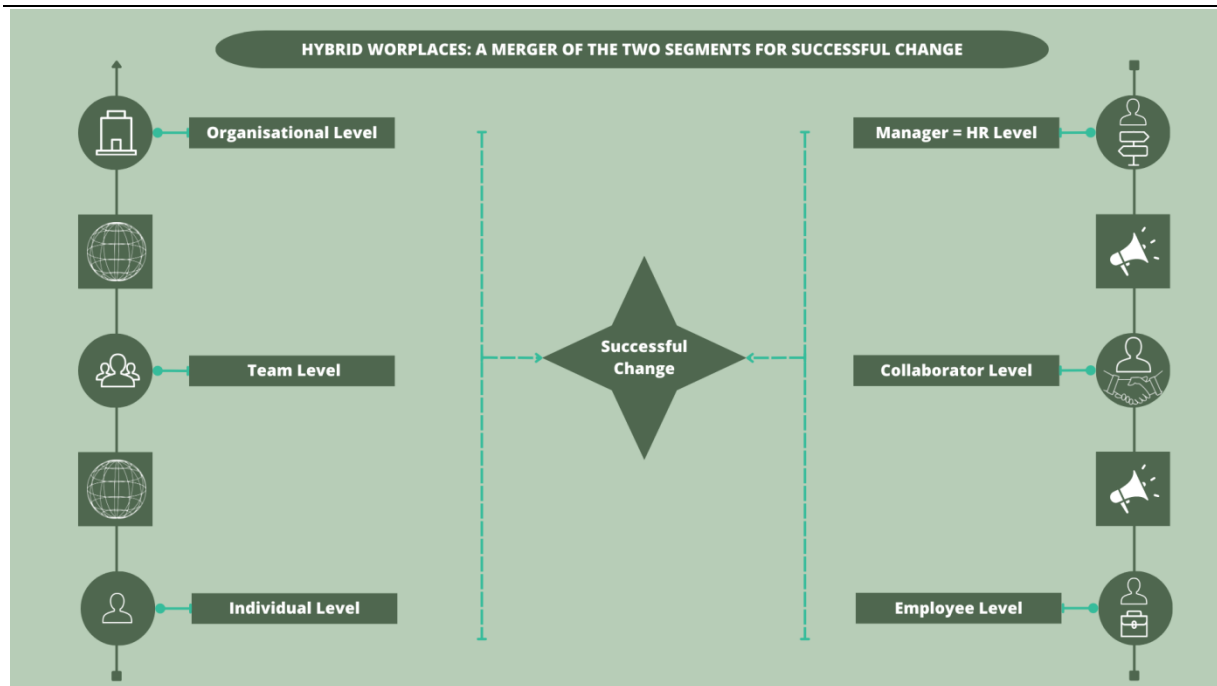 HYBRID WORPLACES: A MERGER OF THE TWO SEGMENTS FOR SUCCESSFUL CHANGE
Organisational Level
Manager = HR Level
Successful
Change
Team Level
Collaborator Level
Individual Level
Employee Level